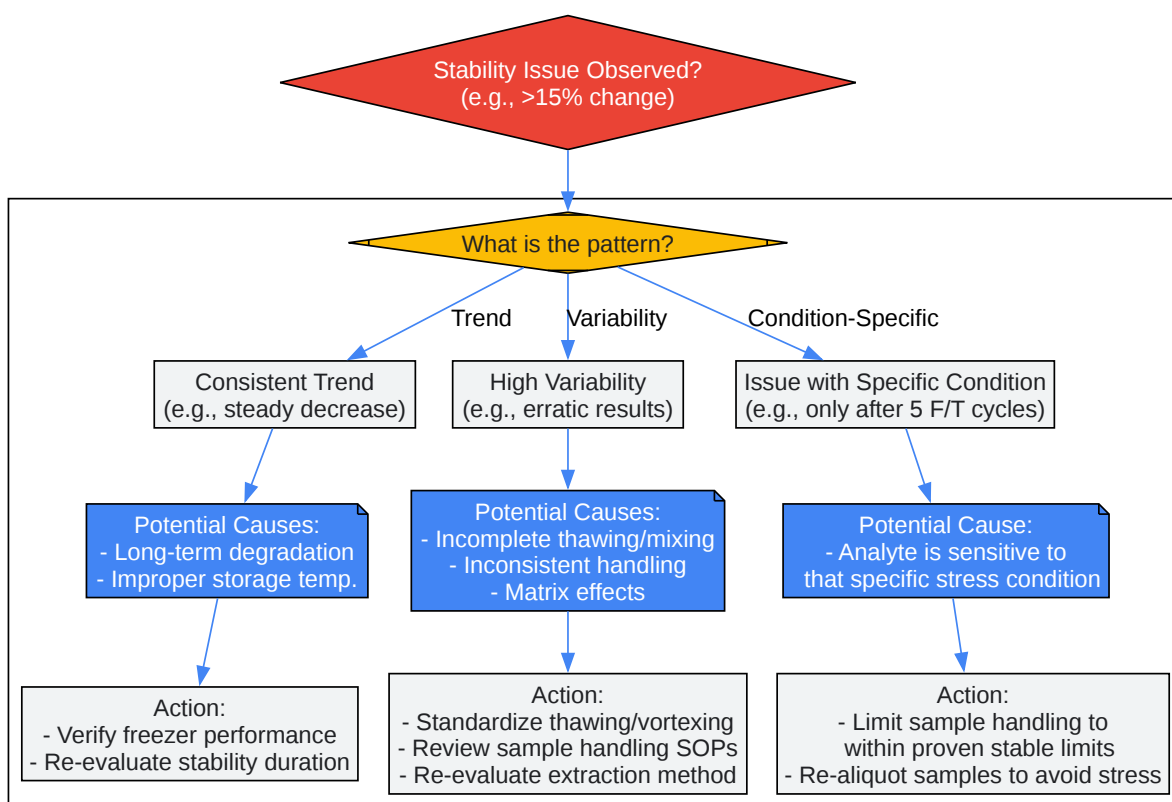 Stability Issue Observed?
(e.g., >15% change)
What is the pattern?
Trend
Variability
Condition-Specific
Consistent Trend
(e.g., steady decrease)
High Variability
(e.g., erratic results)
Issue with Specific Condition
(e.g., only after 5 F/T cycles)
Potential Causes:
- Long-term degradation
- Improper storage temp.
Potential Causes:
- Incomplete thawing/mixing
- Inconsistent handling
- Matrix effects
Potential Cause:
- Analyte is sensitive to
that specific stress condition
Action:
- Verify freezer performance
- Re-evaluate stability duration
Action:
- Standardize thawing/vortexing
- Review sample handling SOPs
- Re-evaluate extraction method
Action:
- Limit sample handling to
within proven stable limits
- Re-aliquot samples to avoid stress